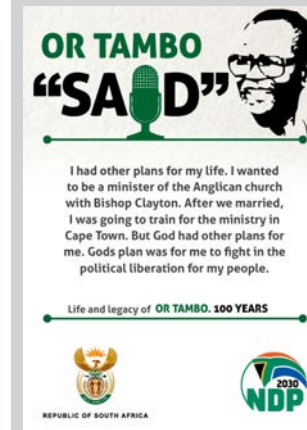 OR TAMBO
“SAID”
I had other plans for my life. I wanted
to be a minister of the Anglican church
with Bishop Clayton. After we married,
I was going to train for the ministry in
Cape Town. But God had other plans for
me. Gods plan was for me to fight in the
political liberation for my people.
Life and legacy of OR TAMBO. 100 YEARS
REPUBLIC OF SOUTH AFRICA
2030
NDP